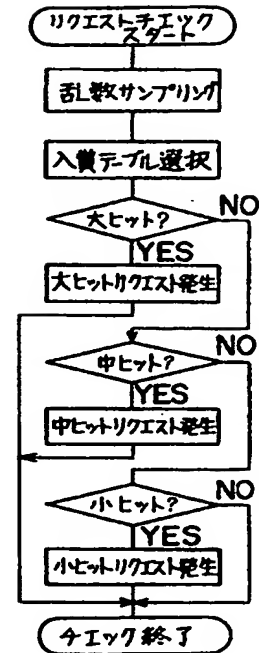 リクエストチェック
スタート
乱数サンプリング
入賞テーブル選択
大ヒット?
NO
YES
大ヒットリクエスト発生
中ヒット?
NO
YES
中ヒットリクエスト発生
小ヒット?
NO
YES
小ヒットリクエスト発生
チェック終了